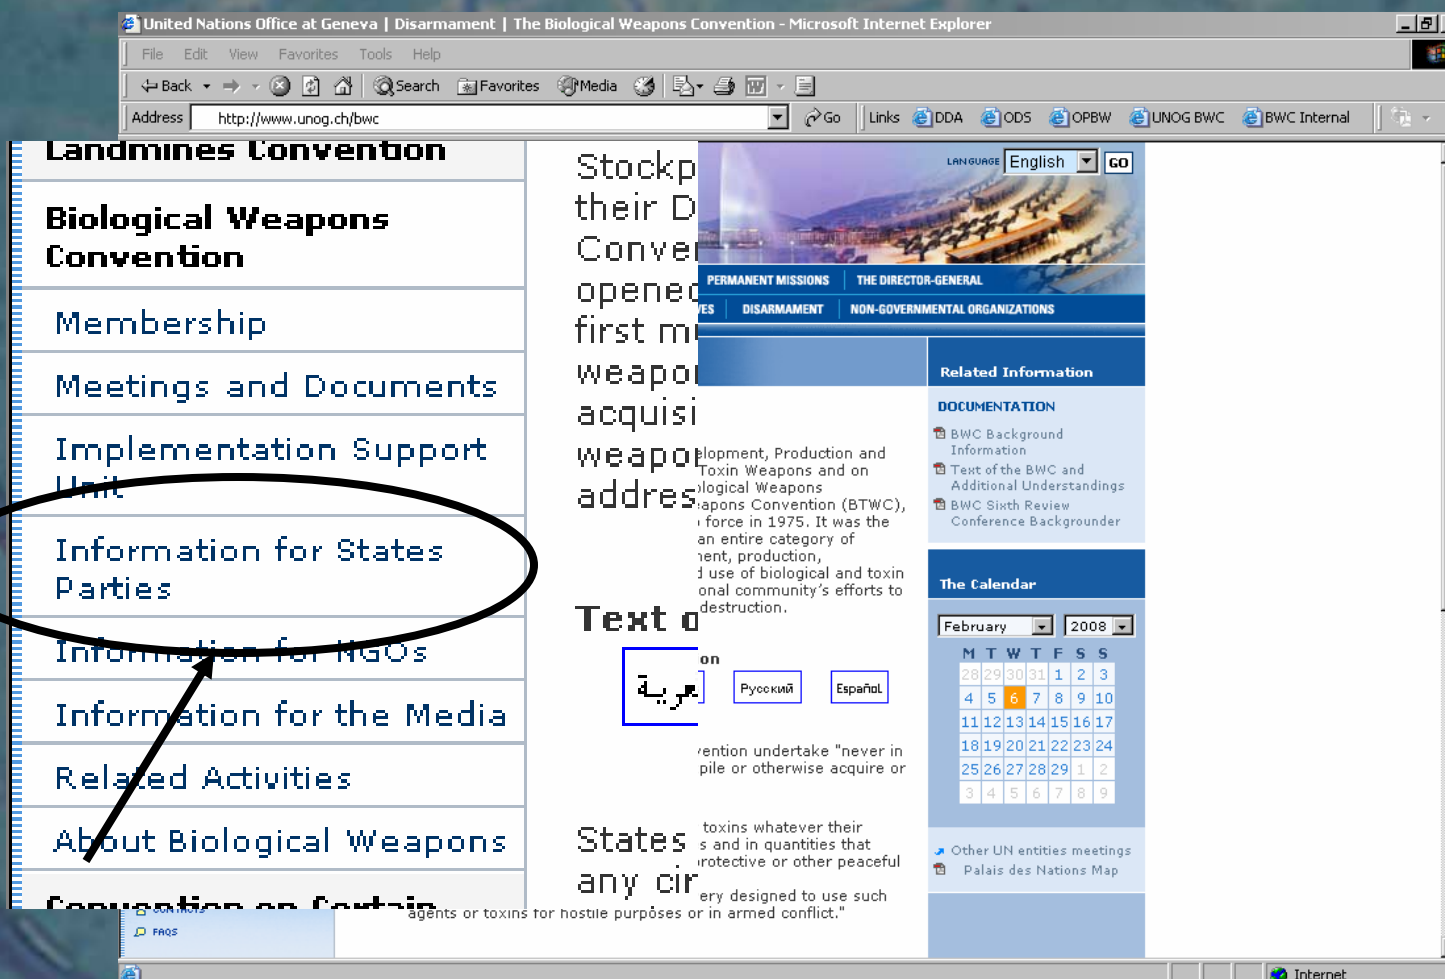 United Nations Office at Geneva | Disarmament | The Biological Weapons Convention - Microsoft Internet Explorer
File Edit View Favorites Tools Help
Back Search Favorites Media
Address http://www.unog.ch/bwc Go Links DDA ODS OPBW UNOG BWC BWC Internal
Landmines Convention
Biological Weapons
Convention
Membership
Meetings and Documents
Implementation Support
Unit
Information for States
Parties
Information for NGOs
Information for the Media
Related Activities
About Biological Weapons
Convention on Certain
CONTACTS
FAQS
Stockp
their D
Conve
opened
first m
weapo
acquisi
weapo
addres
Text o
العربية
States
any cir
LANGUAGE English GO
PERMANENT MISSIONS THE DIRECTOR-GENERAL
VES DISARMAMENT NON-GOVERNMENTAL ORGANIZATIONS
elopment, Production and
Toxin Weapons and on
ological Weapons
eapons Convention (BTWC),
force in 1975. It was the
an entire category of
ment, production,
d use of biological and toxin
onal community's efforts to
destruction.
on
Русский Español
vention undertake "never in
pile or otherwise acquire or
toxins whatever their
s and in quantities that
protective or other peaceful
ery designed to use such
agents or toxins for hostile purposes or in armed conflict."
Related Information
DOCUMENTATION
BWC Background
Information
Text of the BWC and
Additional Understandings
BWC Sixth Review
Conference Backgrounder
The Calendar
February 2008
M T W T F S S
28 29 30 31 1 2 3
4 5 6 7 8 9 10
11 12 13 14 15 16 17
18 19 20 21 22 23 24
25 26 27 28 29 1 2
3 4 5 6 7 8 9
Other UN entities meetings
Palais des Nations Map
Internet